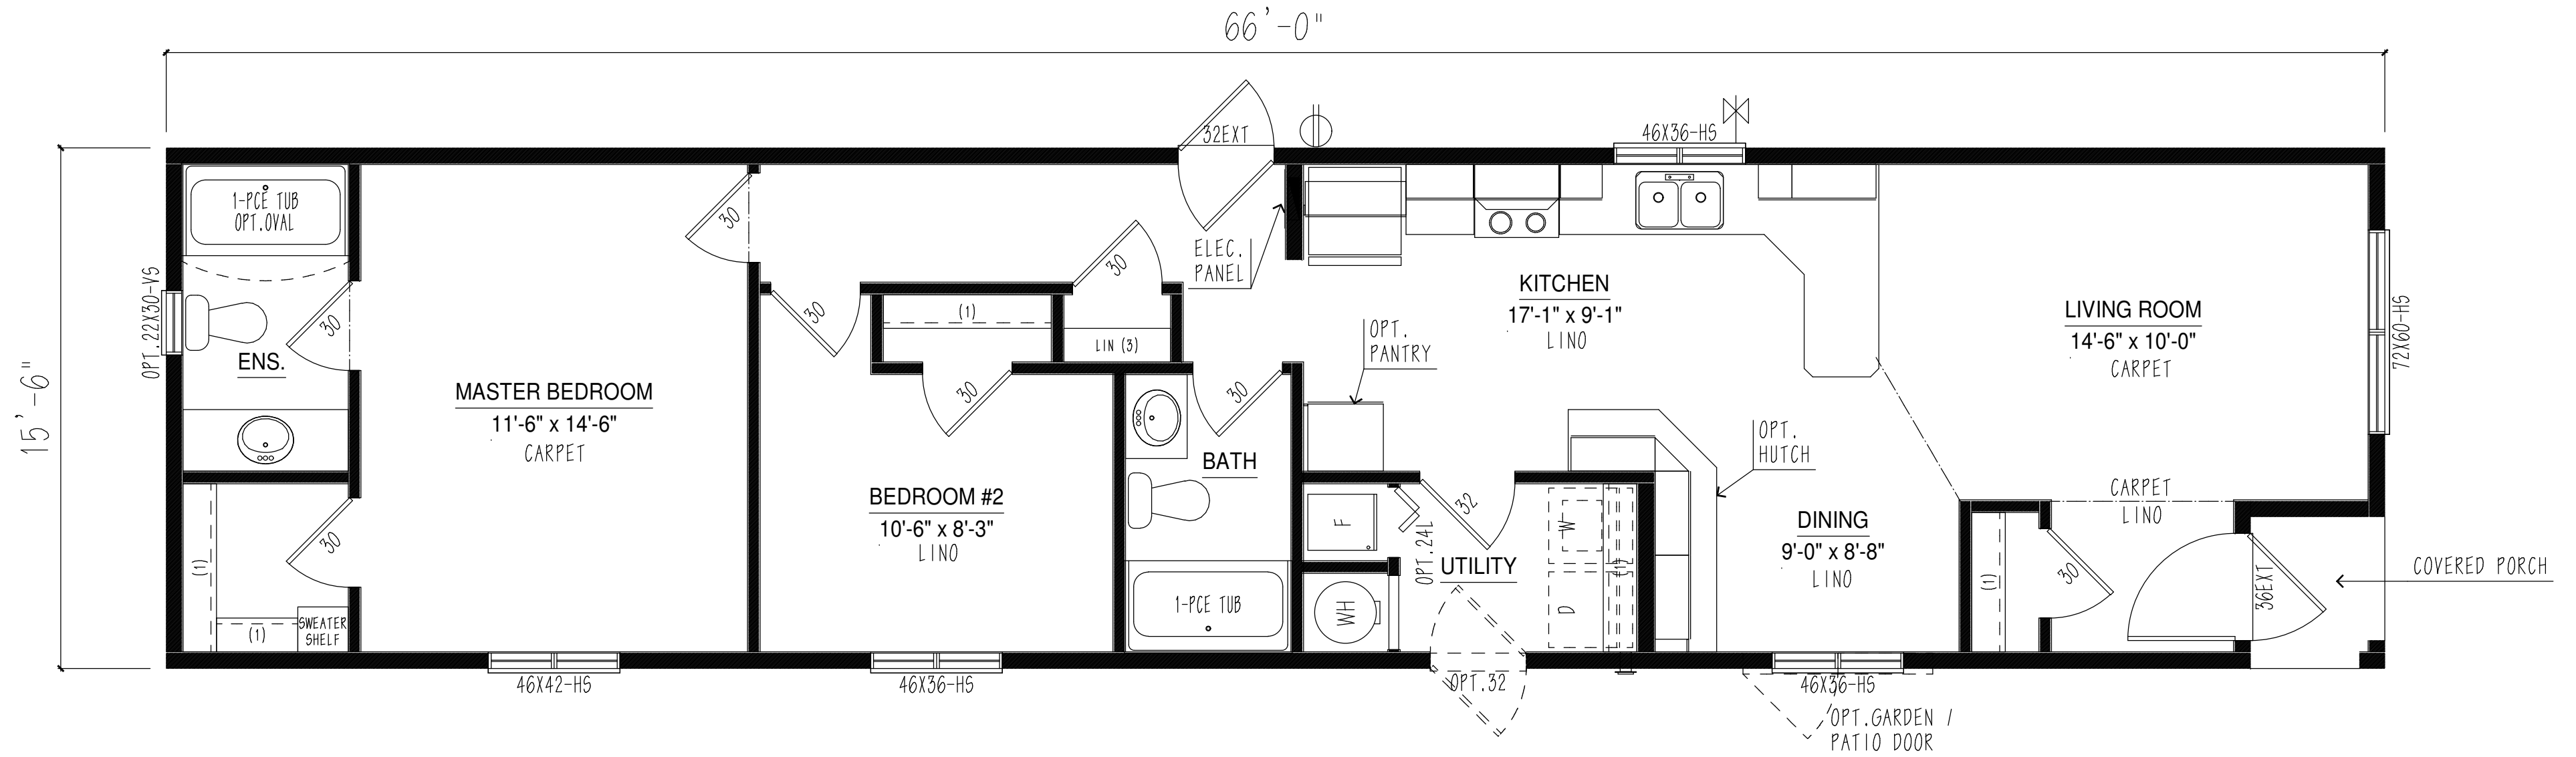 66'-0"
32EXT
46X36-HS
1-PCE TUB
OPT.OVAL
30
ELEC.
PANEL
30
15'-6"
OPT.22X30-VS
30
ENS.
30
(1)
LIN (3)
KITCHEN
17'-1" x 9'-1"
LINO
LIVING ROOM
14'-6" x 10'-0"
CARPET
72X60-HS
OPT.
PANTRY
MASTER BEDROOM
11'-6" x 14'-6"
CARPET
30
30
BATH
OPT.
HUTCH
BEDROOM #2
10'-6" x 8'-3"
LINO
CARPET
LINO
30
(1)
(1)
SWEATER
SHELF
1-PCE TUB
F
WH
OPT.24L
32
UTILITY
W
D
(1)
DINING
9'-0" x 8'-8"
LINO
(1)
30
36EXT
COVERED PORCH
46X42-HS
46X36-HS
OPT.32
46X36-HS
OPT.GARDEN /
PATIO DOOR